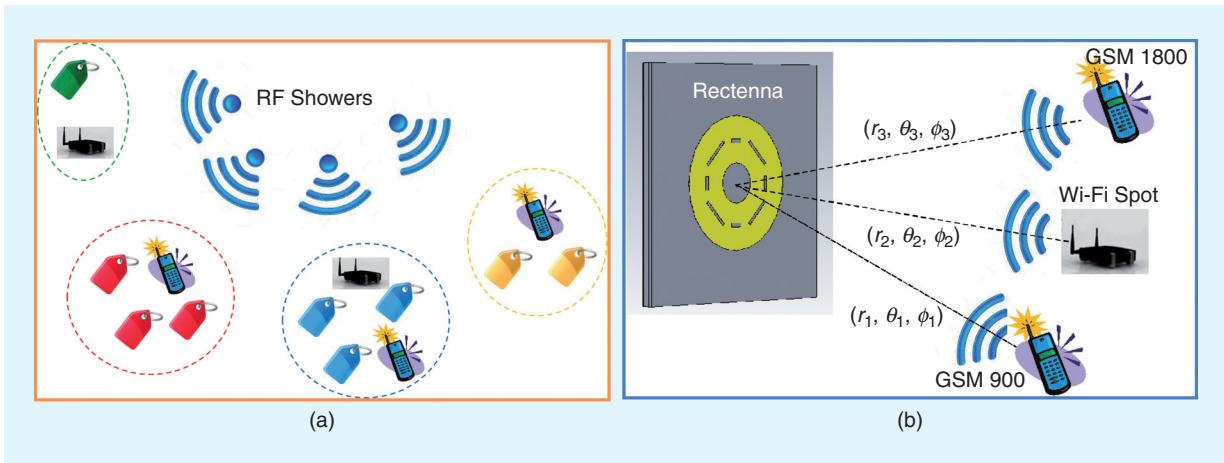 RF Showers
(a)
GSM 1800
Rectenna
(r3, θ3, ϕ3)
Wi-Fi Spot
(r2, θ2, ϕ2)
(r1, θ1, ϕ1)
GSM 900
(b)